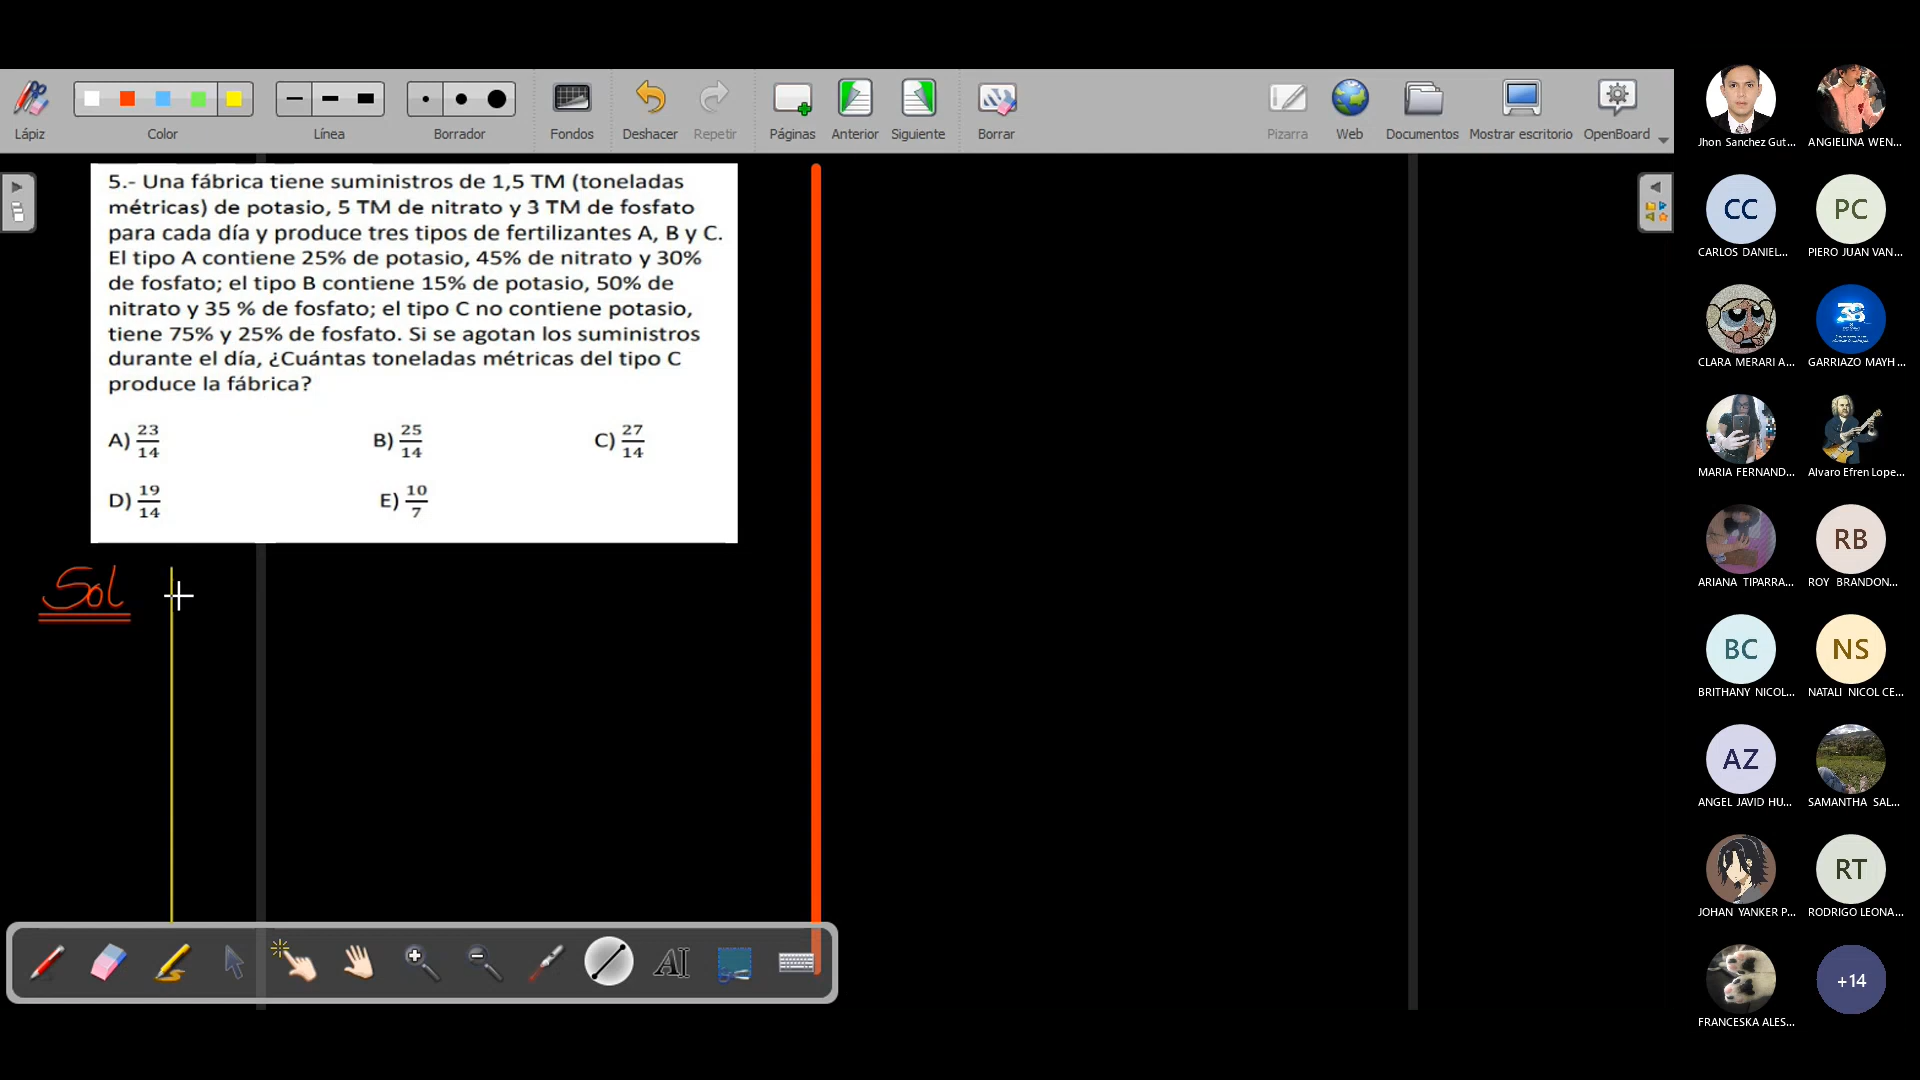 Lápiz
Color
Línea
Borrador
Fondos
Deshacer
Repetir
Páginas
Anterior
Siguiente
Borrar
Pizarra
Web
Documentos
Mostrar escritorio
OpenBoard
5.- Una fábrica tiene suministros de 1,5 TM (toneladas
métricas) de potasio, 5 TM de nitrato y 3 TM de fosfato
para cada día y produce tres tipos de fertilizantes A, B y C.
El tipo A contiene 25% de potasio, 45% de nitrato y 30%
de fosfato; el tipo B contiene 15% de potasio, 50% de
nitrato y 35 % de fosfato; el tipo C no contiene potasio,
tiene 75% y 25% de fosfato. Si se agotan los suministros
durante el día, ¿Cuántas toneladas métricas del tipo C
produce la fábrica?
A) 23/14
B) 25/14
C) 27/14
D) 19/14
E) 10/7
Sol
AI
Jhon Sanchez Gut...
ANGIELINA WEN...
CC
PC
CARLOS DANIEL...
PIERO JUAN VAN...
38
CLARA MERARI A...
GARRIAZO MAYH...
MARIA FERNAND...
Alvaro Efren Lope...
RB
ARIANA TIPARRA...
ROY BRANDON...
BC
NS
BRITHANY NICOL...
NATALI NICOL CE...
AZ
ANGEL JAVID HU...
SAMANTHA SAL...
RT
JOHAN YANKER P...
RODRIGO LEONA...
+14
FRANCESKA ALES...